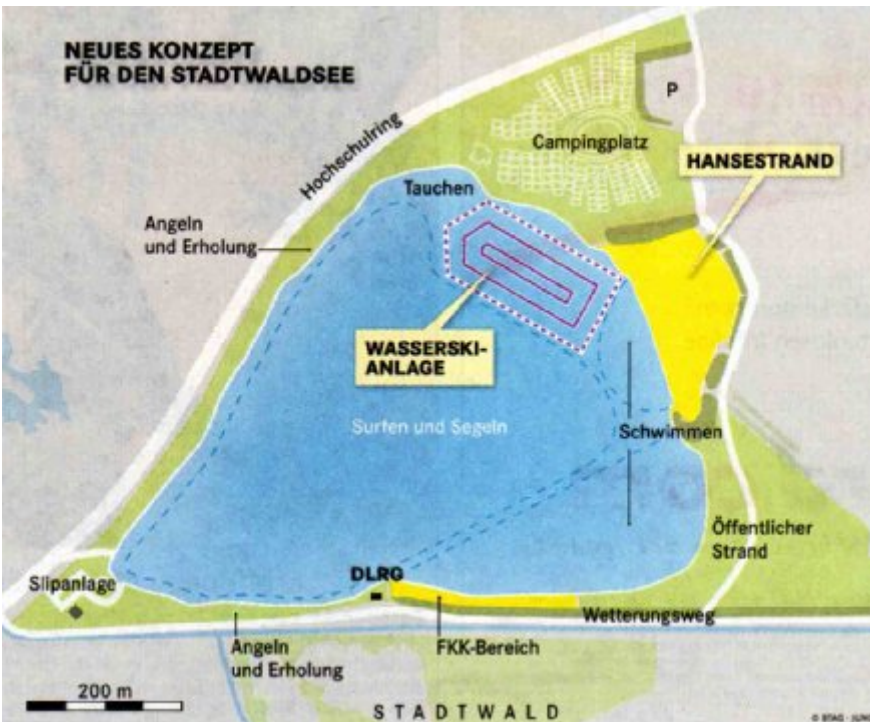 NEUES KONZEPT
FÜR DEN STADTWALDSEE
Hochschulring
P
Campingplatz
HANSESTRAND
Tauchen
Angeln
und Erholung
WASSERSKI-
ANLAGE
Surfen und Segeln
Schwimmen
Öffentlicher
Strand
Slipanlage
DLRG
Wetterungsweg
Angeln
und Erholung
FKK-Bereich
200 m
STADTWALD